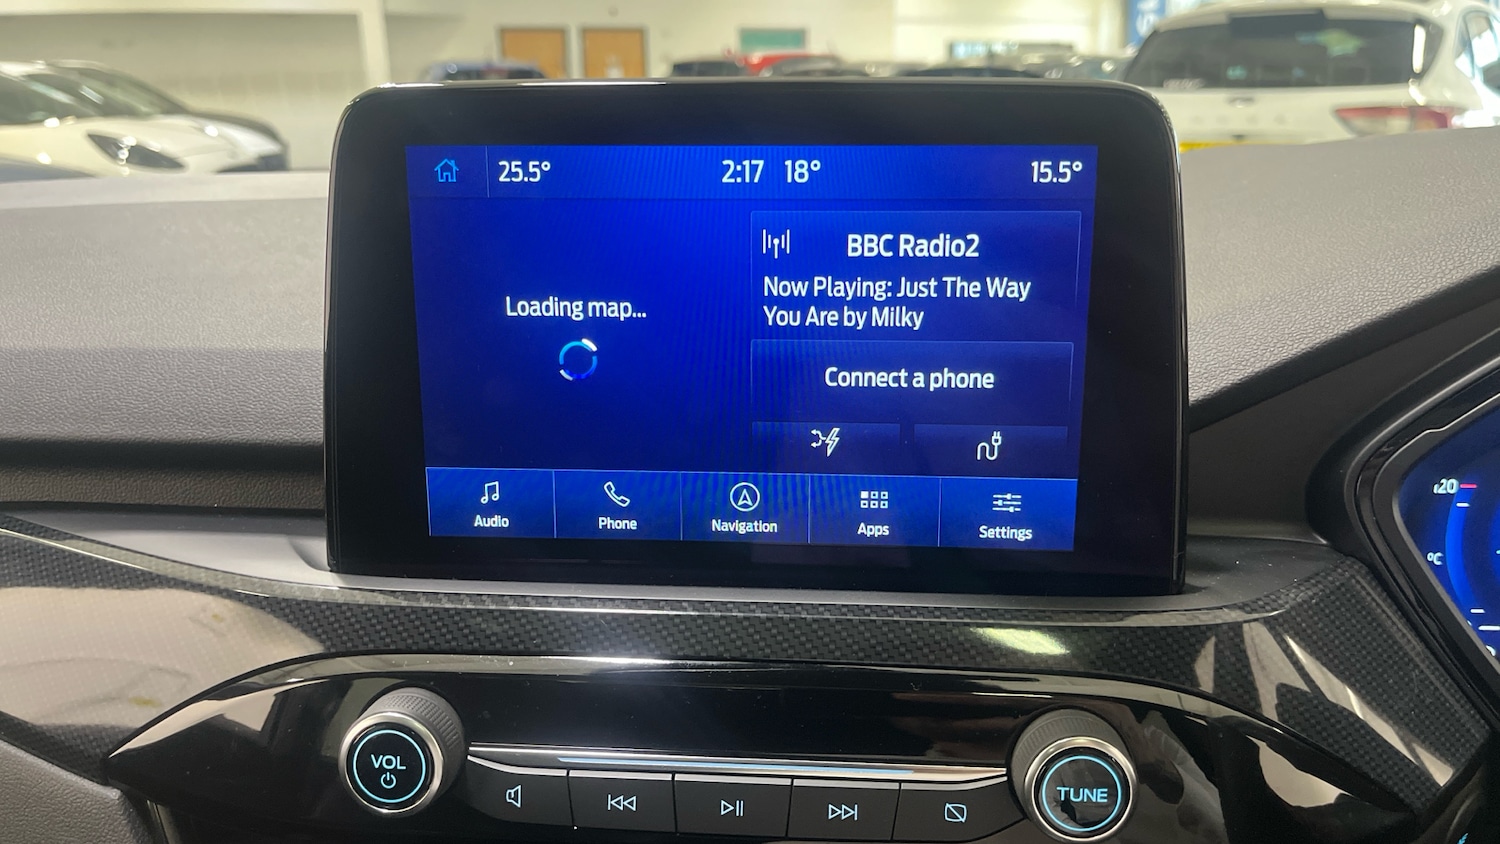 25.5°
2:17 18°
15.5°
BBC Radio2
Now Playing: Just The Way
You Are by Milky
Loading map...
Connect a phone
Audio
Phone
Navigation
Apps
Settings
120
°C
VOL
TUNE